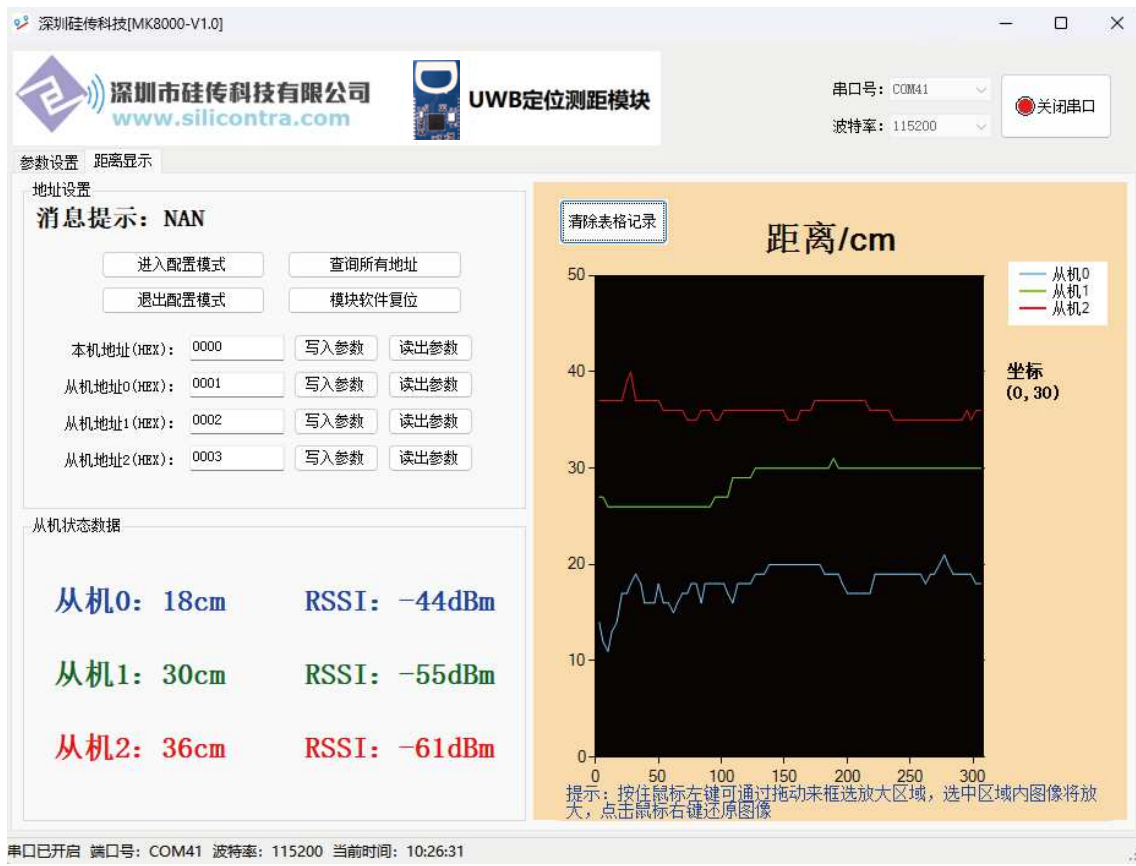 深圳硅传科技[MK8000-V1.0]
深圳市硅传科技有限公司
www.silicontra.com
UWB定位测距模块
串口号: COM41
波特率: 115200
关闭串口
参数设置 距离显示
地址设置
消息提示: NAN
进入配置模式 查询所有地址
退出配置模式 模块软件复位
本机地址(HEX): 0000 写入参数 读出参数
从机地址0(HEX): 0001 写入参数 读出参数
从机地址1(HEX): 0002 写入参数 读出参数
从机地址2(HEX): 0003 写入参数 读出参数
从机状态数据
从机0: 18cm RSSI: -44dBm
从机1: 30cm RSSI: -55dBm
从机2: 36cm RSSI: -61dBm
清除表格记录
距离/cm
从机0
从机1
从机2
坐标
(0,30)
50
40
30
20
10
0
0 50 100 150 200 250 300
提示: 按住鼠标左键可通过拖动来框选放大区域, 选中区域内图像将放
大, 点击鼠标右键还原图像
串口已开启 端口号: COM41 波特率: 115200 当前时间: 10:26:31